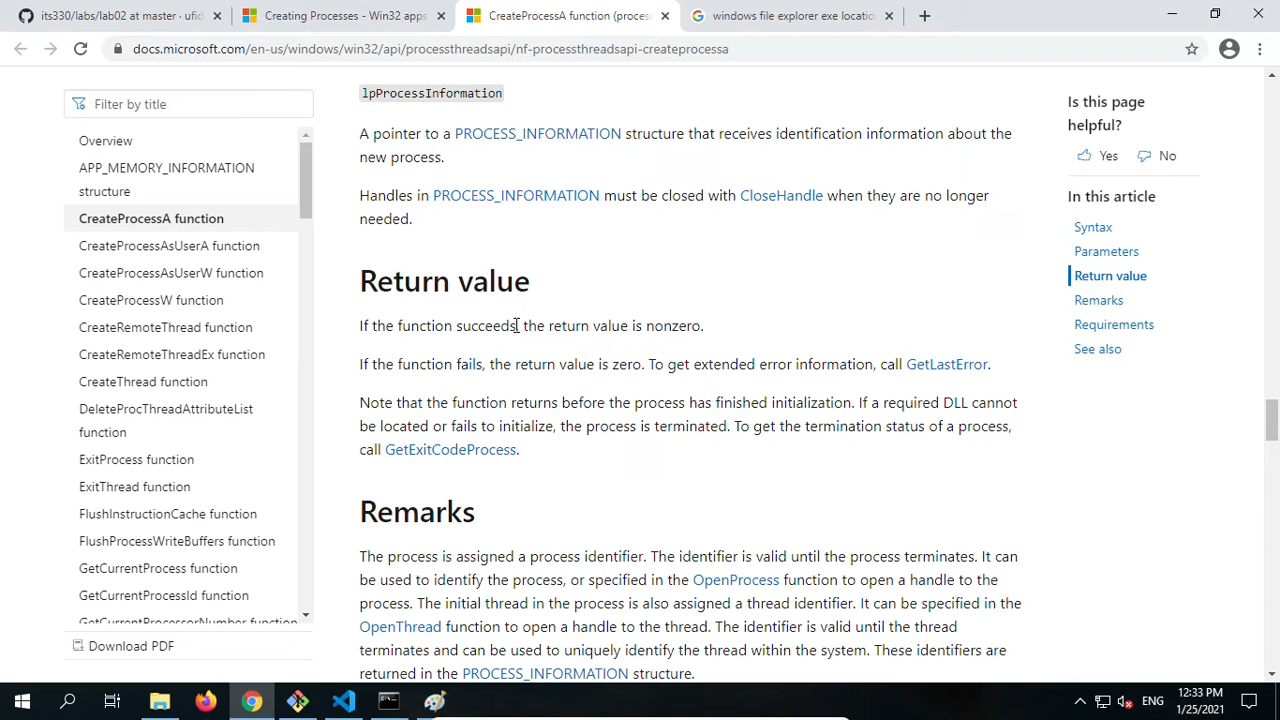 its330/labs/lab02 at master · ufid
Creating Processes - Win32 apps
CreateProcessA function (process
windows file explorer exe locatio
docs.microsoft.com/en-us/windows/win32/api/processthreadsapi/nf-processthreadsapi-createprocessa
Filter by title
Overview
APP_MEMORY_INFORMATION
structure
CreateProcessA function
CreateProcessAsUserA function
CreateProcessAsUserW function
CreateProcessW function
CreateRemoteThread function
CreateRemoteThreadEx function
CreateThread function
DeleteProcThreadAttributeList
function
ExitProcess function
ExitThread function
FlushInstructionCache function
FlushProcessWriteBuffers function
GetCurrentProcess function
GetCurrentProcessId function
GetCurrentProcessorNumber function
Download PDF
lpProcessInformation
A pointer to a PROCESS_INFORMATION structure that receives identification information about the
new process.
Handles in PROCESS_INFORMATION must be closed with CloseHandle when they are no longer
needed.
Return value
If the function succeeds, the return value is nonzero.
If the function fails, the return value is zero. To get extended error information, call GetLastError.
Note that the function returns before the process has finished initialization. If a required DLL cannot
be located or fails to initialize, the process is terminated. To get the termination status of a process,
call GetExitCodeProcess.
Remarks
The process is assigned a process identifier. The identifier is valid until the process terminates. It can
be used to identify the process, or specified in the OpenProcess function to open a handle to the
process. The initial thread in the process is also assigned a thread identifier. It can be specified in the
OpenThread function to open a handle to the thread. The identifier is valid until the thread
terminates and can be used to uniquely identify the thread within the system. These identifiers are
returned in the PROCESS_INFORMATION structure.
Is this page
helpful?
Yes No
In this article
Syntax
Parameters
Return value
Remarks
Requirements
See also
ENG
12:33 PM
1/25/2021